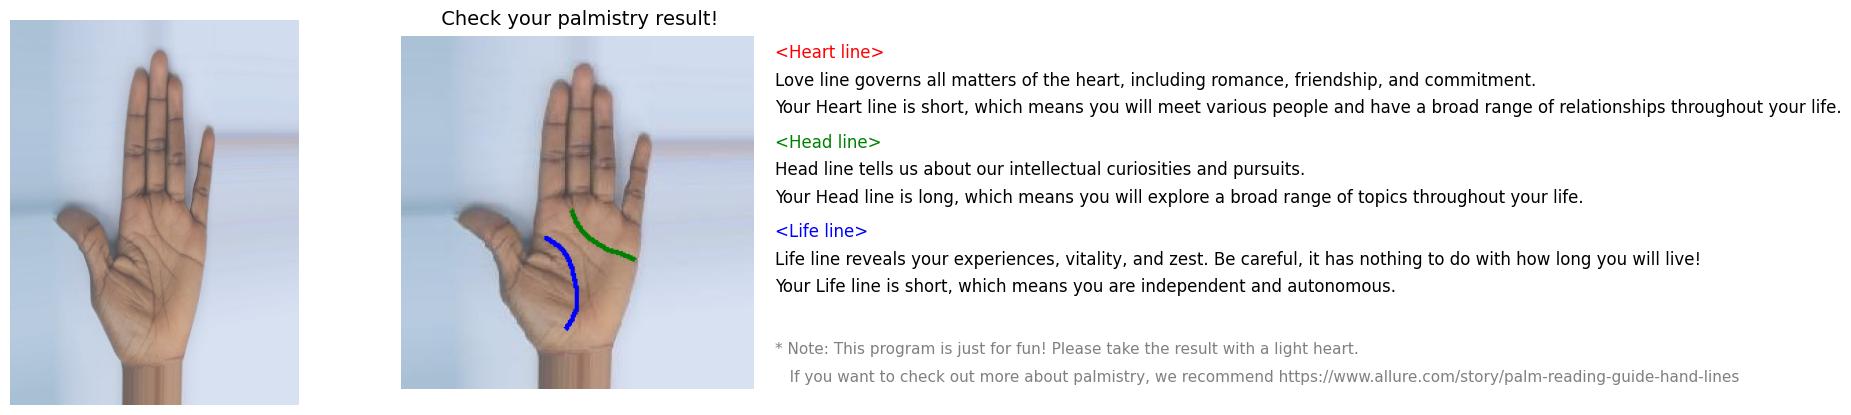 Check your palmistry result!
<Heart line>
Love line governs all matters of the heart, including romance, friendship, and commitment.
Your Heart line is short, which means you will meet various people and have a broad range of relationships throughout your life.
<Head line>
Head line tells us about our intellectual curiosities and pursuits.
Your Head line is long, which means you will explore a broad range of topics throughout your life.
<Life line>
Life line reveals your experiences, vitality, and zest. Be careful, it has nothing to do with how long you will live!
Your Life line is short, which means you are independent and autonomous.
* Note: This program is just for fun! Please take the result with a light heart.
If you want to check out more about palmistry, we recommend https://www.allure.com/story/palm-reading-guide-hand-lines